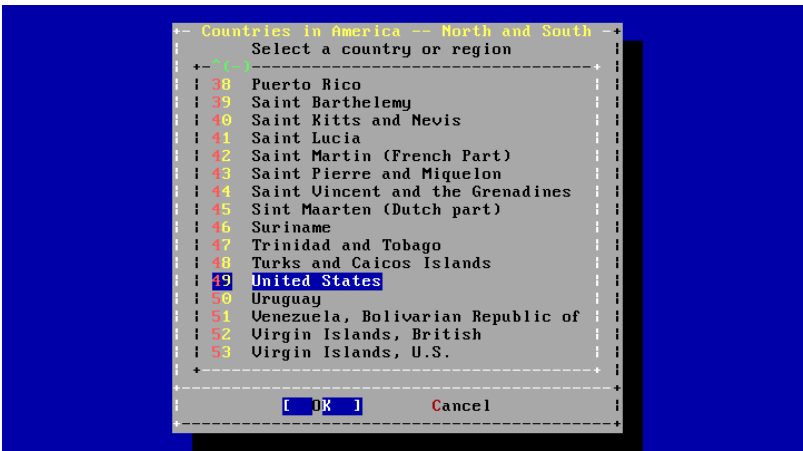 Countries in America -- North and South
Select a country or region
^(-)
38 Puerto Rico
39 Saint Barthelemy
40 Saint Kitts and Nevis
41 Saint Lucia
42 Saint Martin (French Part)
43 Saint Pierre and Miquelon
44 Saint Vincent and the Grenadines
45 Sint Maarten (Dutch part)
46 Suriname
47 Trinidad and Tobago
48 Turks and Caicos Islands
49 United States
50 Uruguay
51 Venezuela, Bolivarian Republic of
52 Virgin Islands, British
53 Virgin Islands, U.S.
[ OK ] Cancel